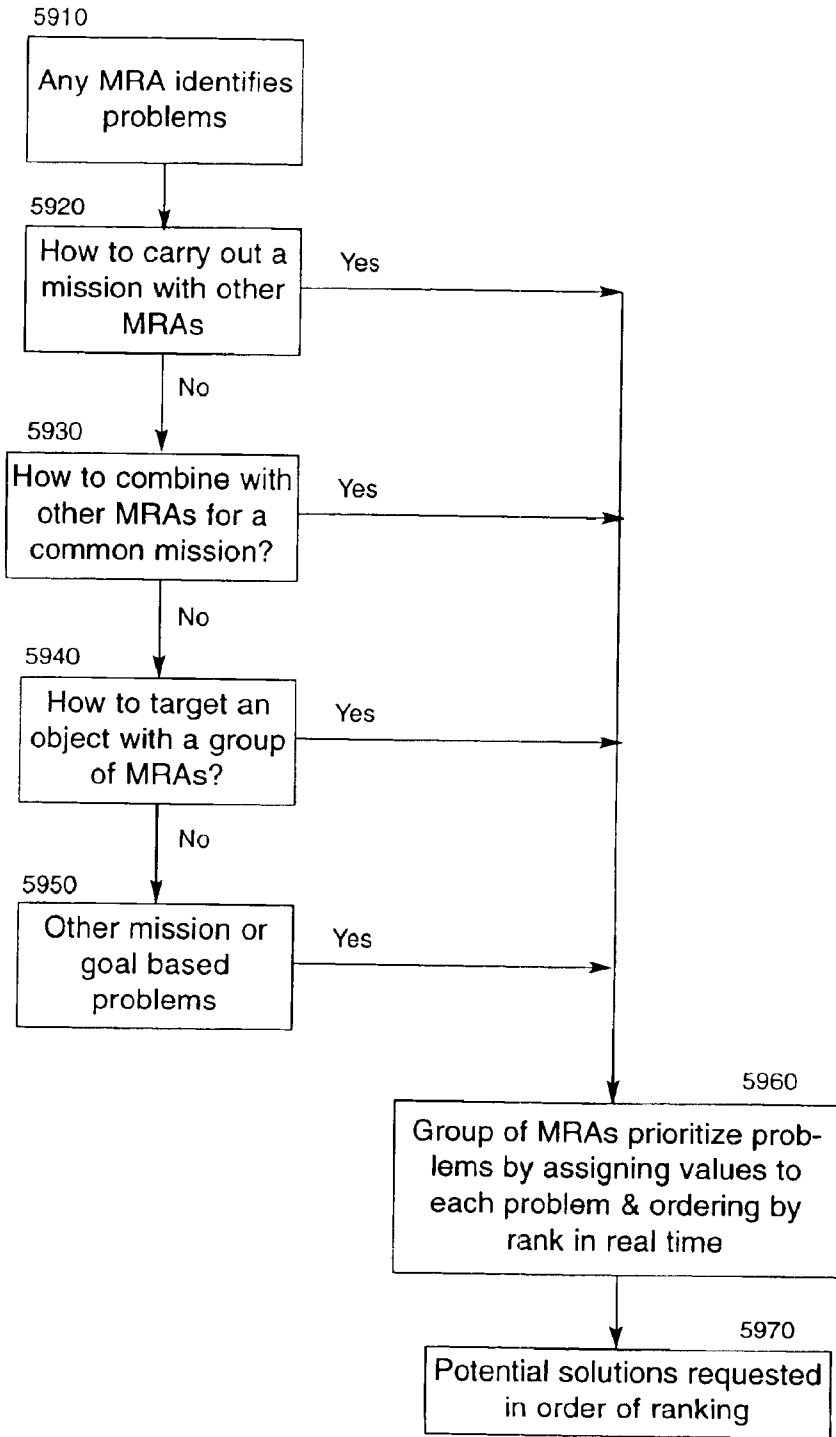 5910
Any MRA identifies
problems
5920
How to carry out a
mission with other
MRAs
Yes
No
5930
How to combine with
other MRAs for a
common mission?
Yes
No
5940
How to target an
object with a group
of MRAs?
Yes
No
5950
Other mission or
goal based
problems
Yes
5960
Group of MRAs prioritize prob-
lems by assigning values to
each problem & ordering by
rank in real time
5970
Potential solutions requested
in order of ranking